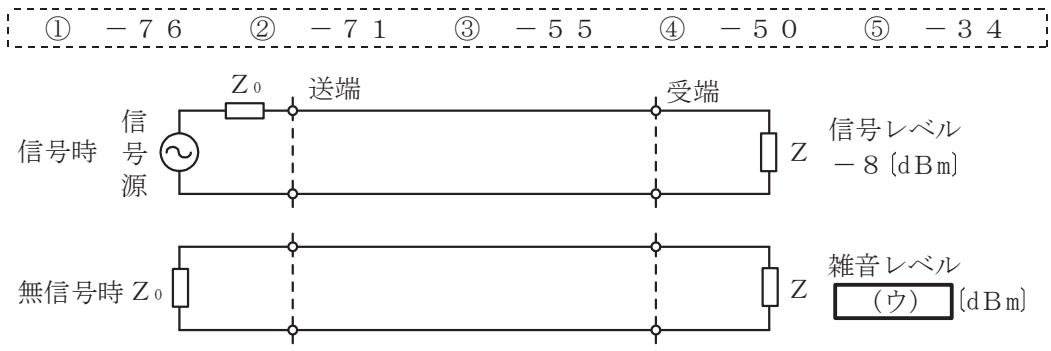 ① －７６ ② －７１ ③ －５５ ④ －５０ ⑤ －３４
Z₀ 送端 受端
信号時 信号源 Z 信号レベル
－８〔dBm〕
無信号時 Z₀ Z 雑音レベル
(ウ) 〔dBm〕